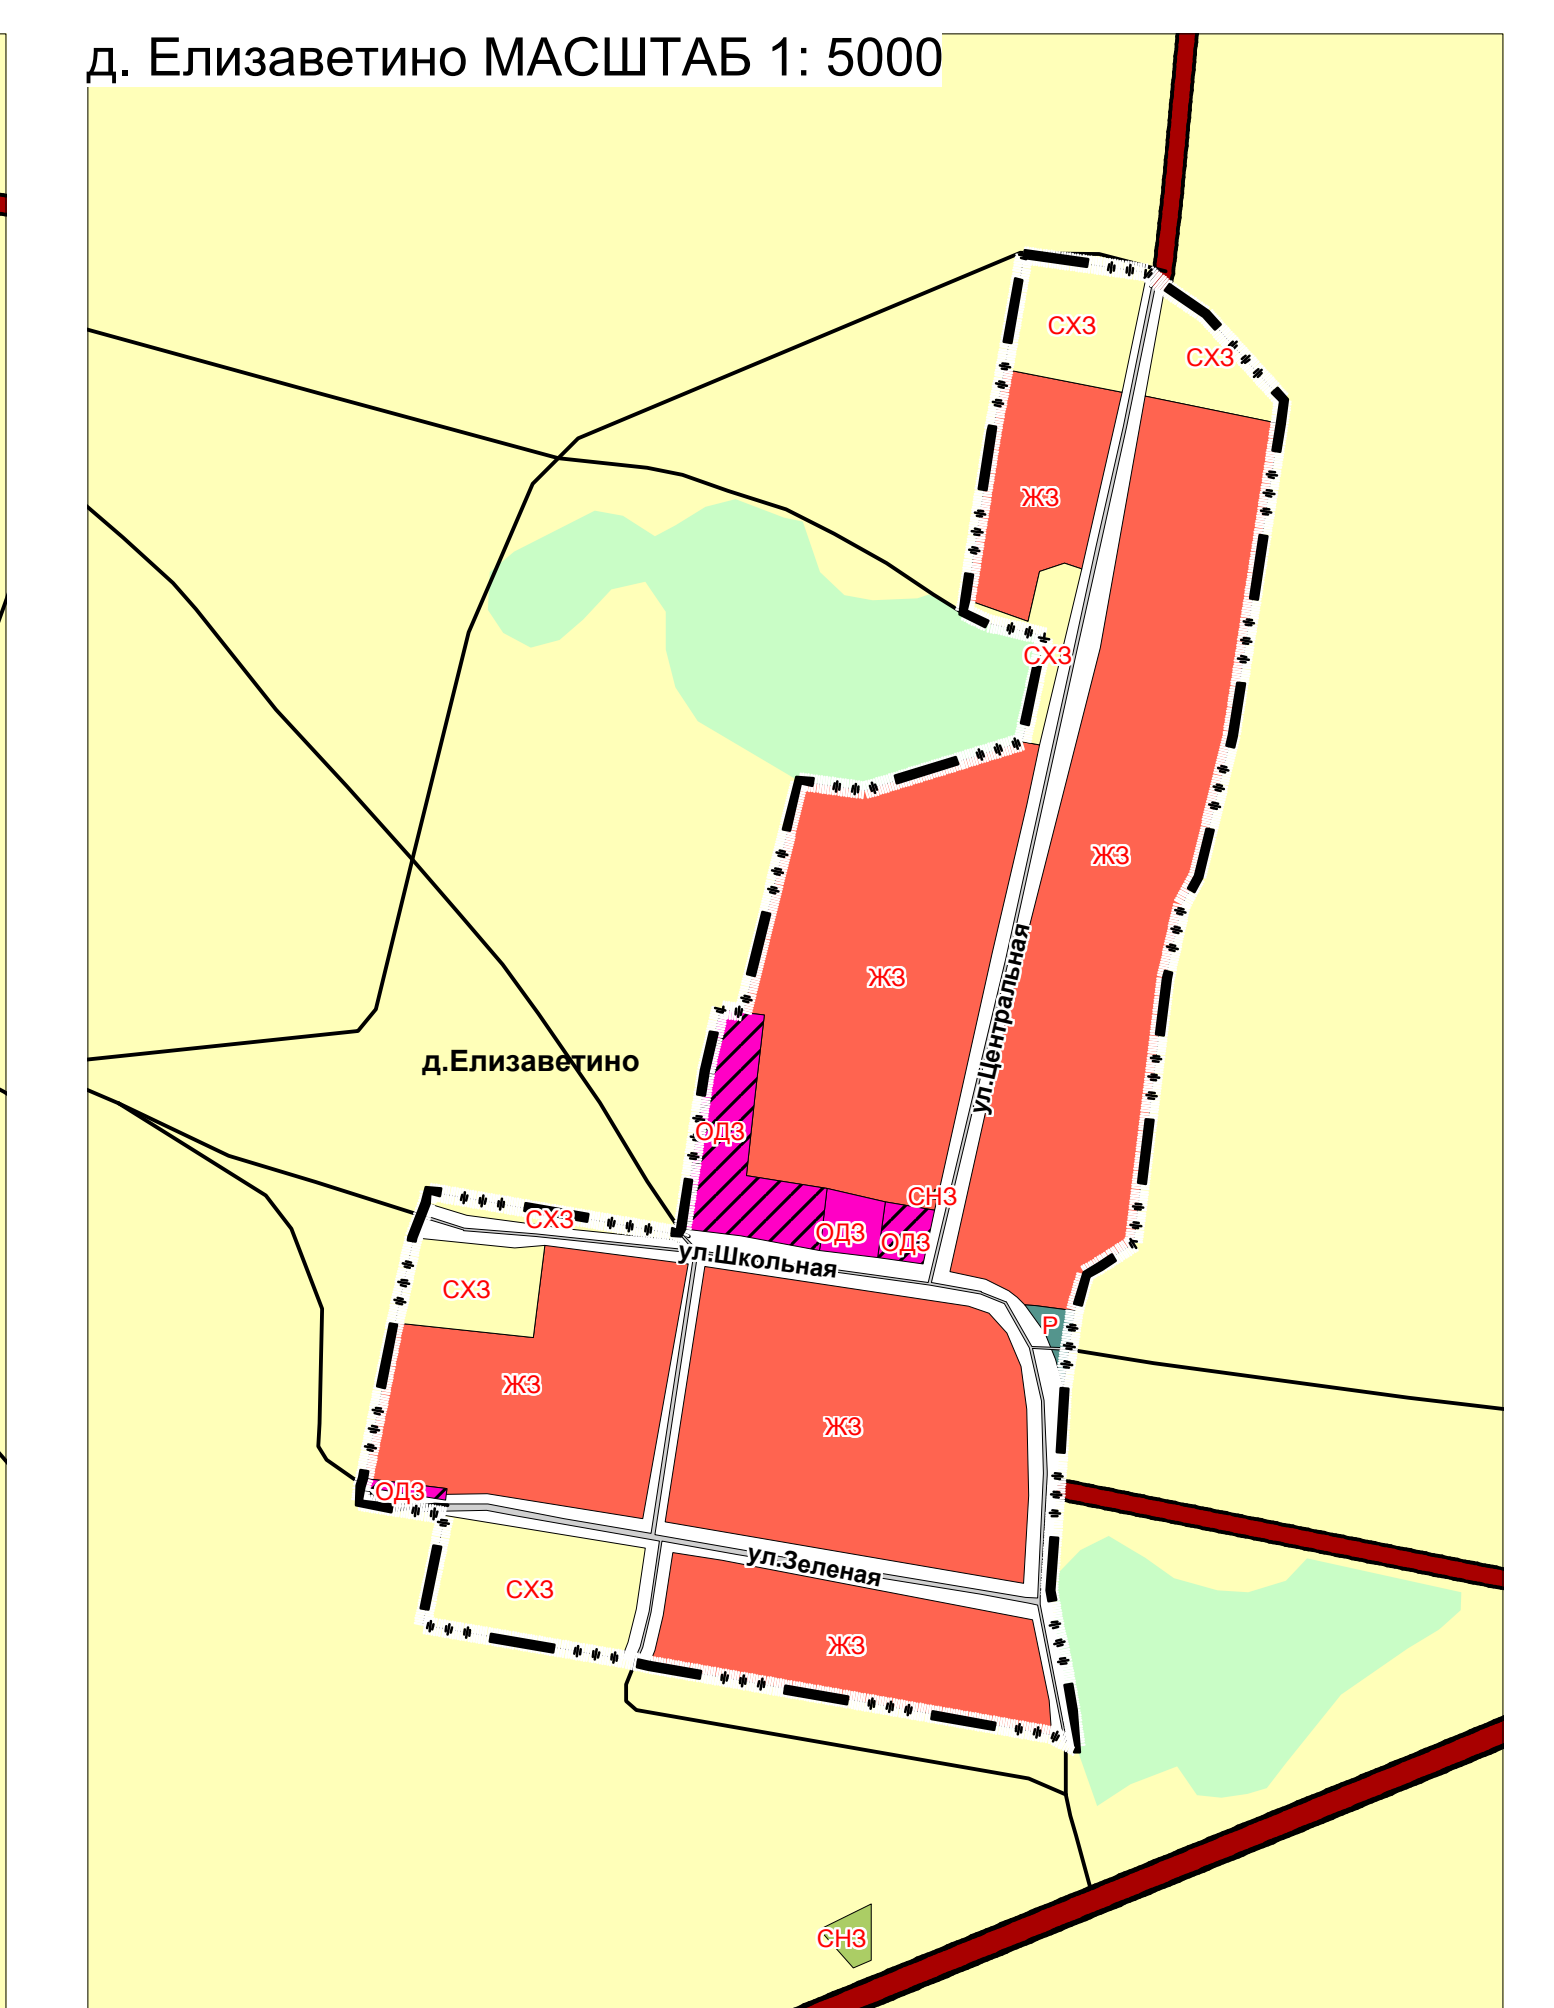 д. Елизаветино МАСШТАБ 1: 5000
СХЗ
СХЗ
ЖЗ
СХЗ
ЖЗ
ЖЗ
ул.Центральная
д.Елизаветино
ОДЗ
СНЗ
СХЗ
ОДЗ
ОДЗ
ул.Школьная
СХЗ
Р
ЖЗ
ЖЗ
ОДЗ
ул.Зеленая
СХЗ
ЖЗ
СНЗ